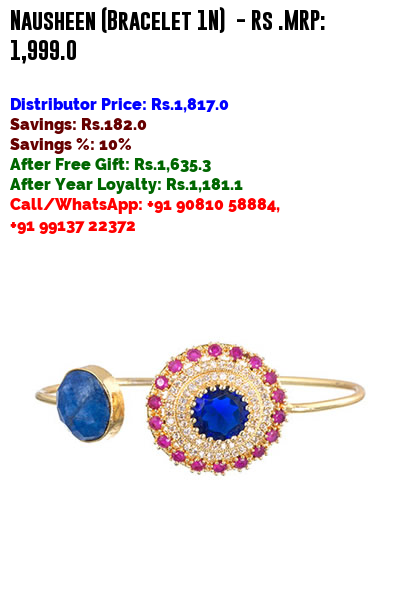 Nausheen (Bracelet 1N) - Rs .MRP:
1,999.0
Distributor Price: Rs.1,817.0
Savings: Rs.182.0
Savings %: 10%
After Free Gift: Rs.1,635.3
After Year Loyalty: Rs.1,181.1
Call/WhatsApp: +91 90810 58884,
+91 99137 22372